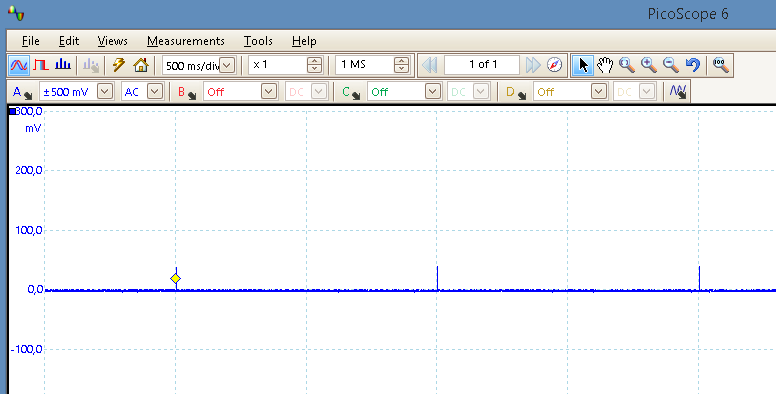 PicoScope 6
File Edit Views Measurements Tools Help
500 ms/div x 1 1 MS 1 of 1 100
A ±500 mV AC B Off DC C Off DC D Off DC
300,0
mV
200,0
100,0
0,0
-100,0